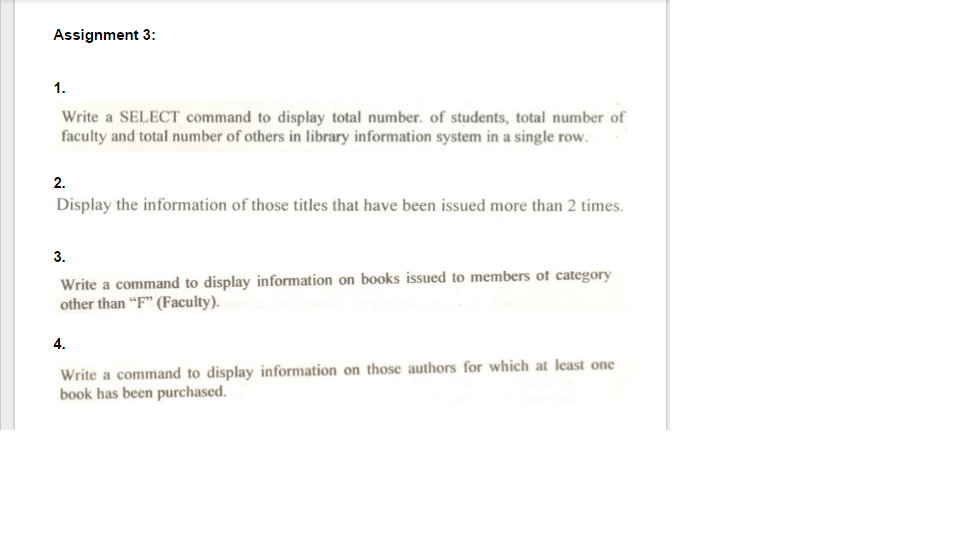 Assignment 3:
1.
Write a SELECT command to display total number. of students, total number of
faculty and total number of others in library information system in a single row.
2.
Display the information of those titles that have been issued more than 2 times.
3.
Write a command to display information on books issued to members of category
other than “F” (Faculty).
4.
Write a command to display information on those authors for which at least one
book has been purchased.